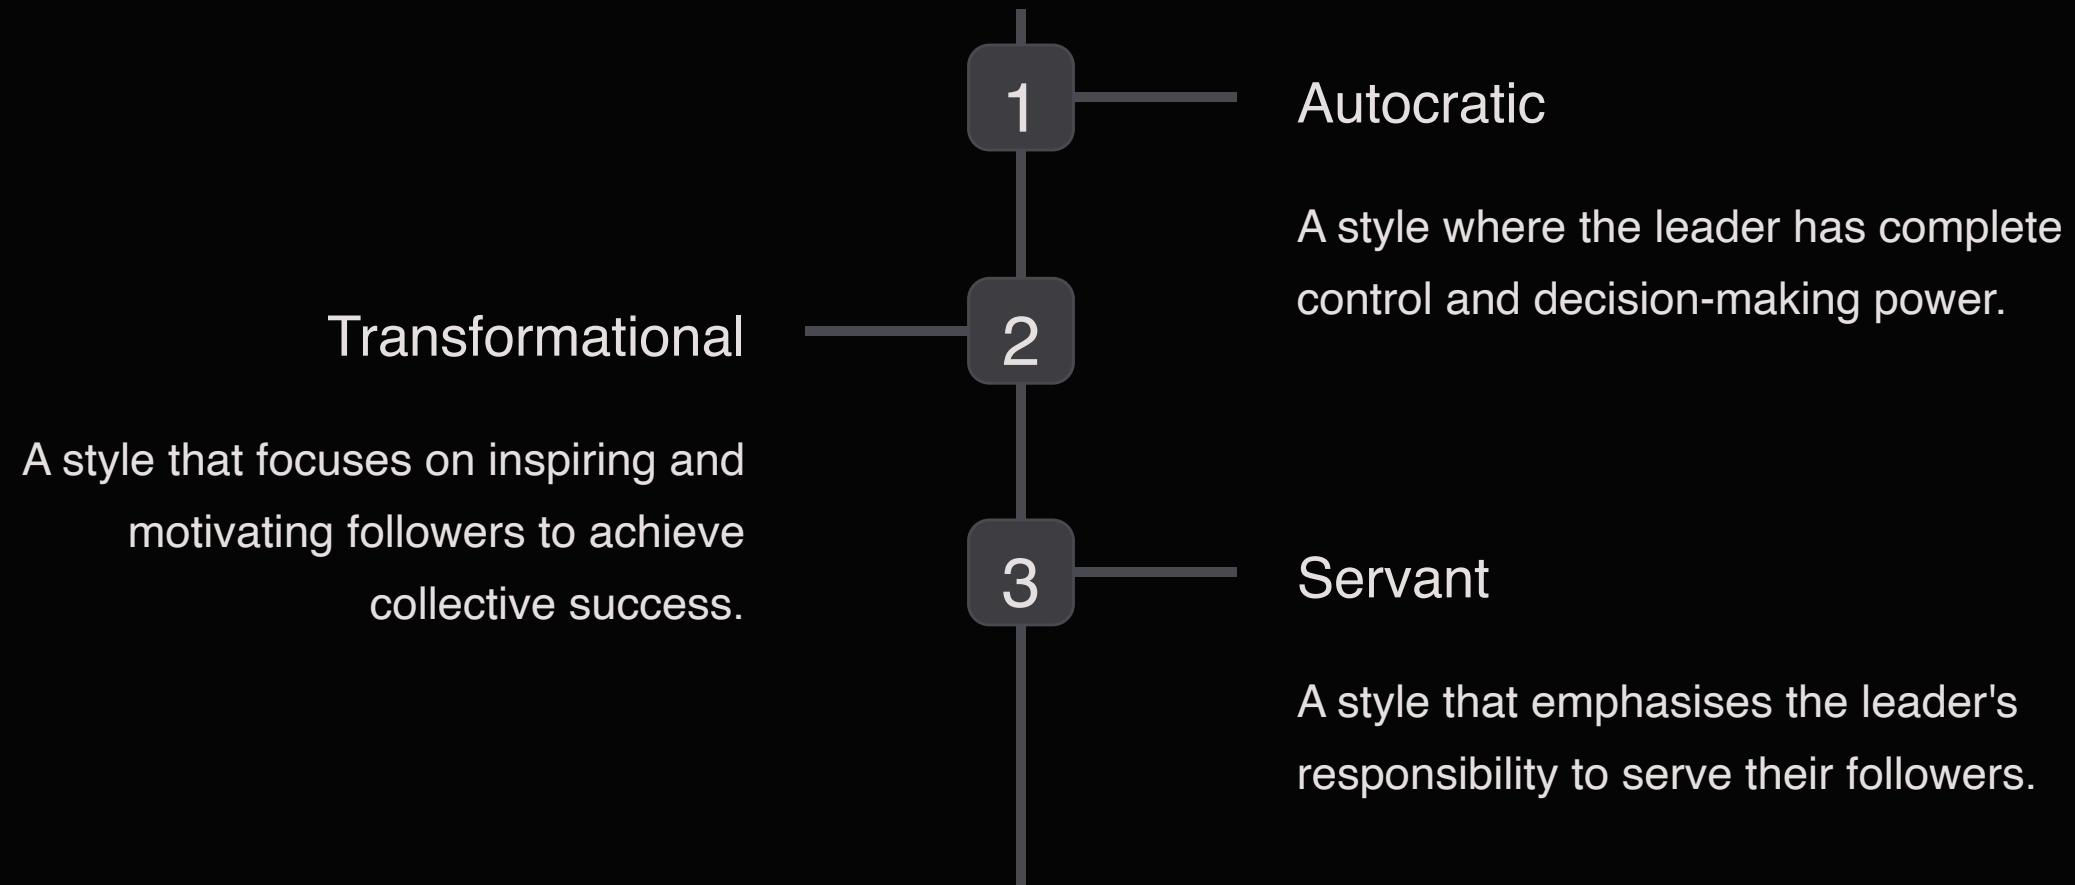 1
Autocratic
A style where the leader has complete
control and decision-making power.
2
Transformational
A style that focuses on inspiring and
motivating followers to achieve
collective success.
3
Servant
A style that emphasises the leader's
responsibility to serve their followers.